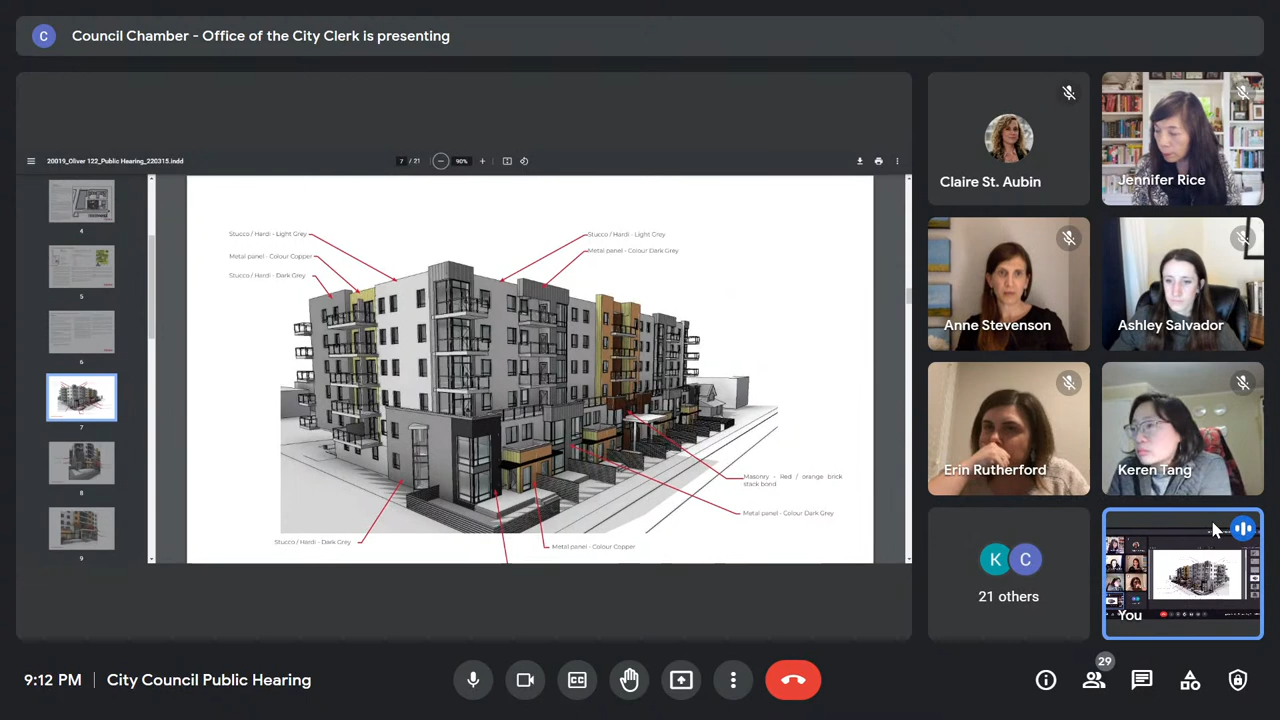 C
Council Chamber - Office of the City Clerk is presenting
20019_Oliver 122_Public Hearing_220315.indd
7 / 21
90%
4
5
6
7
8
9
Stucco / Hardi - Light Grey
Metal panel - Colour Copper
Stucco / Hardi - Dark Grey
Stucco / Hardi - Light Grey
Metal panel - Colour Dark Grey
Masonry - Red / orange brick
stack bond
Metal panel - Colour Dark Grey
Stucco / Hardi - Dark Grey
Metal panel - Colour Copper
Claire St. Aubin
Jennifer Rice
Anne Stevenson
Ashley Salvador
Erin Rutherford
Keren Tang
K C
21 others
You
9:12 PM | City Council Public Hearing
29